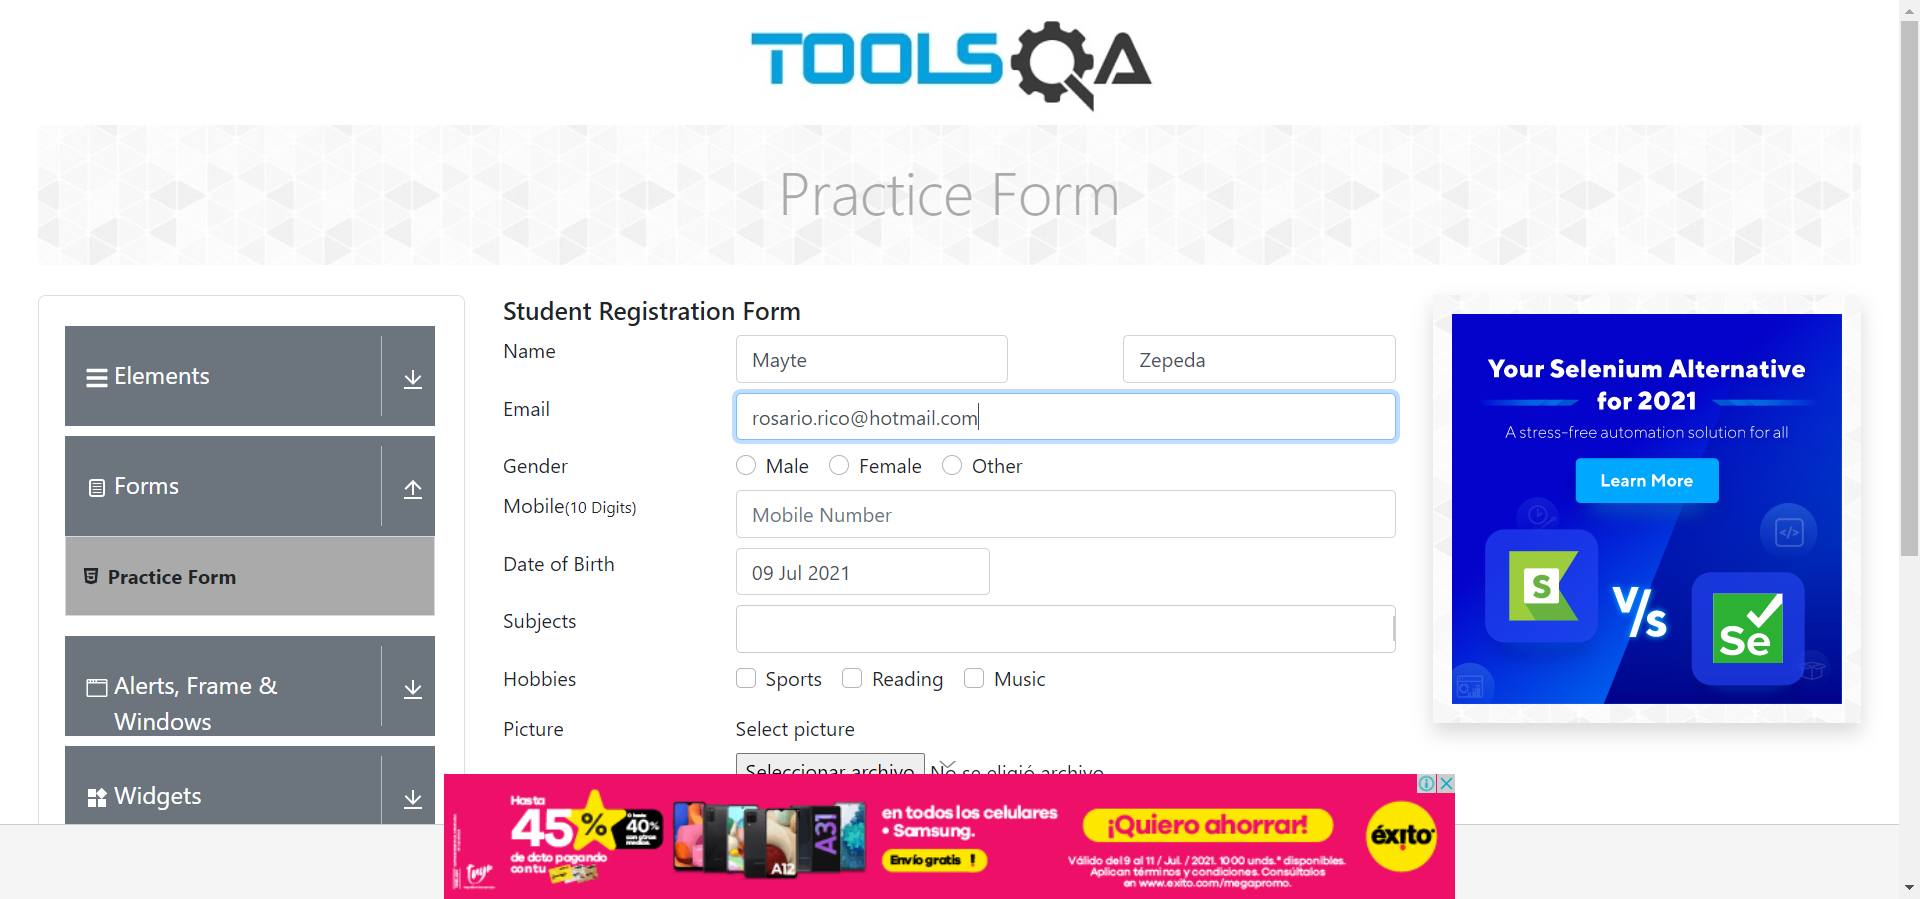 TOOLSQA
Practice Form
Elements
Forms
Practice Form
Alerts, Frame &
Windows
Widgets
Student Registration Form
Name
Mayte
Zepeda
Email
rosario.rico@hotmail.com
Gender
Male
Female
Other
Mobile(10 Digits)
Mobile Number
Date of Birth
09 Jul 2021
Subjects
Hobbies
Sports
Reading
Music
Picture
Select picture
Seleccionar archivo
No se eligió archivo
Your Selenium Alternative
for 2021
A stress-free automation solution for all
Learn More
S
V/s
Se
Hasta
45%
ó hasta
40%
con otros
medios.
de dcto pagando
con tu
tuya
A12
A31
en todos los celulares
• Samsung.
Envío gratis !
¡Quiero ahorrar!
Válido del 9 al 11 / Jul. / 2021. 1000 unds.* disponibles.
Aplican términos y condiciones. Consúltalos
en www.exito.com/megapromo.
éxito